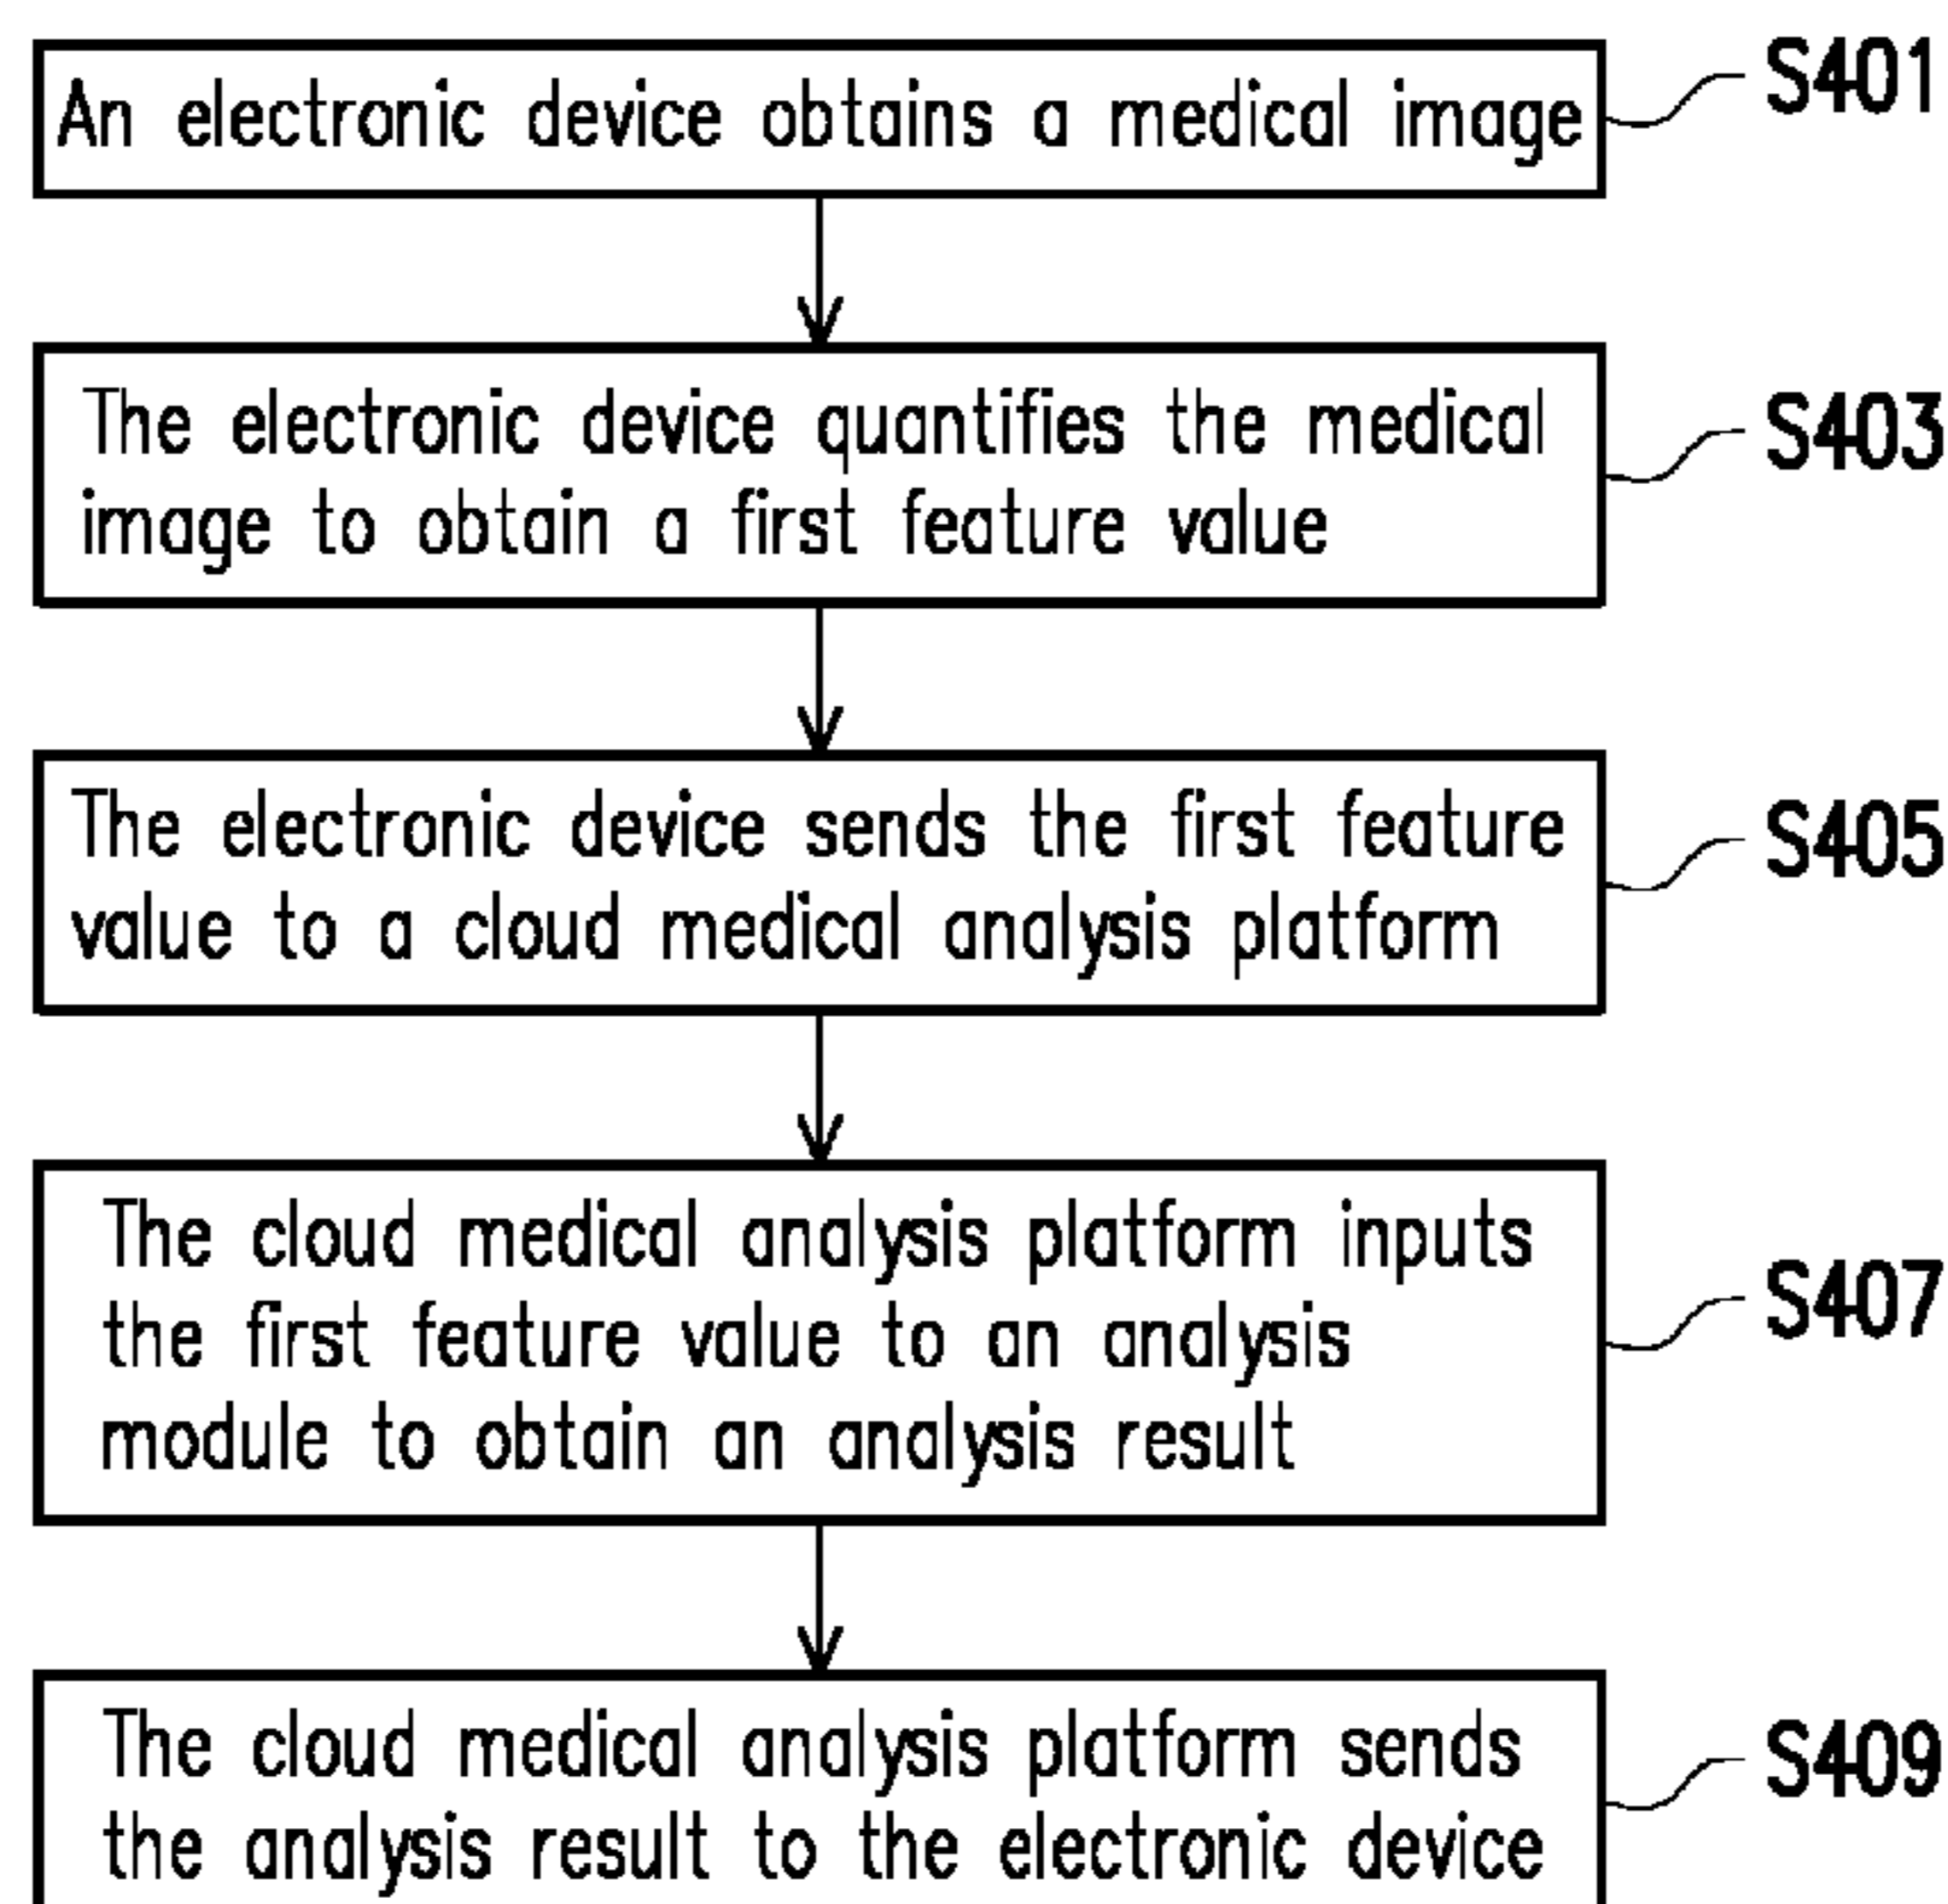 An electronic device obtains a medical image
S401
The electronic device quantifies the medical
image to obtain a first feature value
S403
The electronic device sends the first feature
value to a cloud medical analysis platform
S405
The cloud medical analysis platform inputs
the first feature value to an analysis
module to obtain an analysis result
S407
The cloud medical analysis platform sends
the analysis result to the electronic device
S409